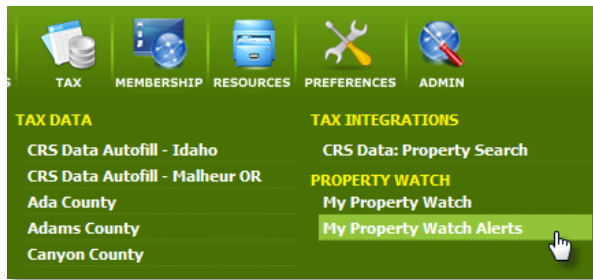 S TAX MEMBERSHIP RESOURCES PREFERENCES ADMIN
TAX DATA
CRS Data Autofill - Idaho
CRS Data Autofill - Malheur OR
Ada County
Adams County
Canyon County
TAX INTEGRATIONS
CRS Data: Property Search
PROPERTY WATCH
My Property Watch
My Property Watch Alerts